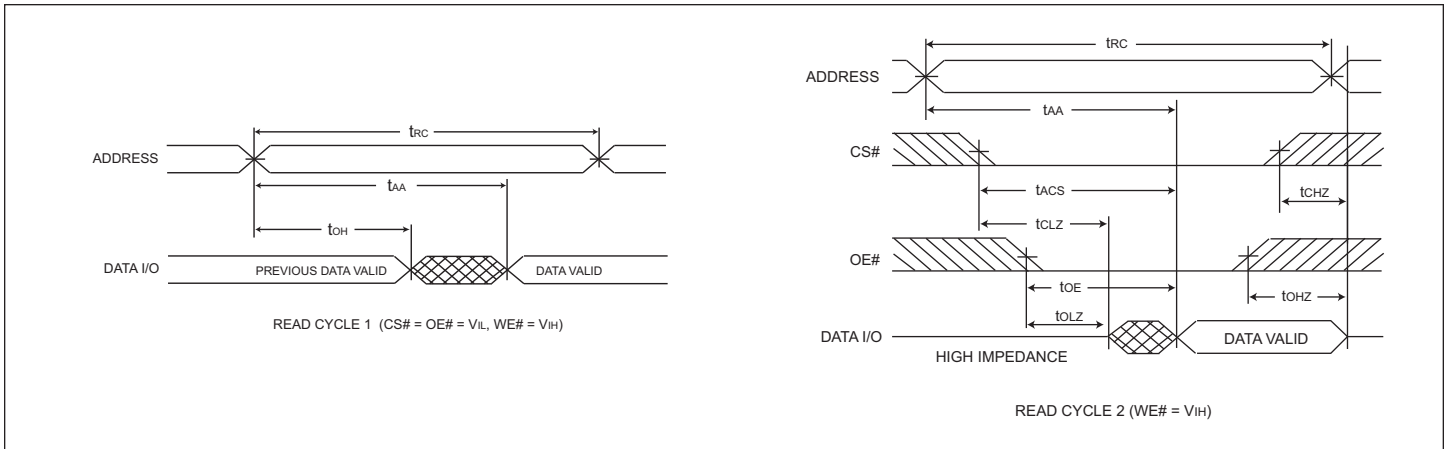 tRC
ADDRESS
tAA
tOH
DATA I/O
PREVIOUS DATA VALID
DATA VALID
READ CYCLE 1 (CS# = OE# = VIL, WE# = VIH)
tRC
ADDRESS
tAA
CS#
tACS
tCHZ
tCLZ
OE#
tOE
tOHZ
tOLZ
DATA I/O
DATA VALID
HIGH IMPEDANCE
READ CYCLE 2 (WE# = VIH)